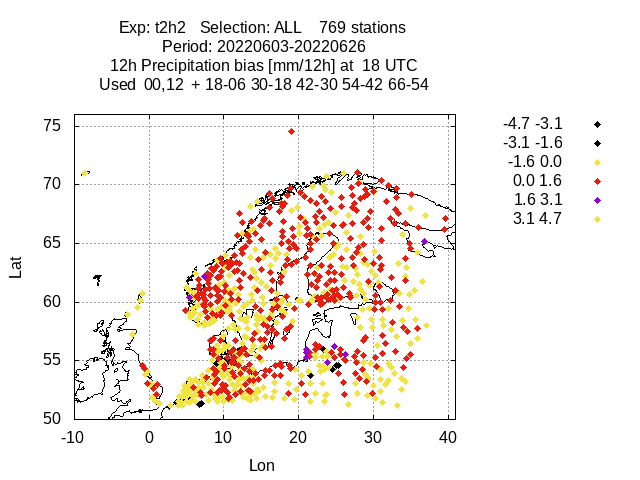 Exp: t2h2 Selection: ALL 769 stations
Period: 20220603-20220626
12h Precipitation bias [mm/12h] at 18 UTC
Used 00,12 + 18-06 30-18 42-30 54-42 66-54
-4.7 -3.1
-3.1 -1.6
-1.6 0.0
0.0 1.6
1.6 3.1
3.1 4.7
75
70
65
60
55
50
Lat
-10 0 10 20 30 40
Lon